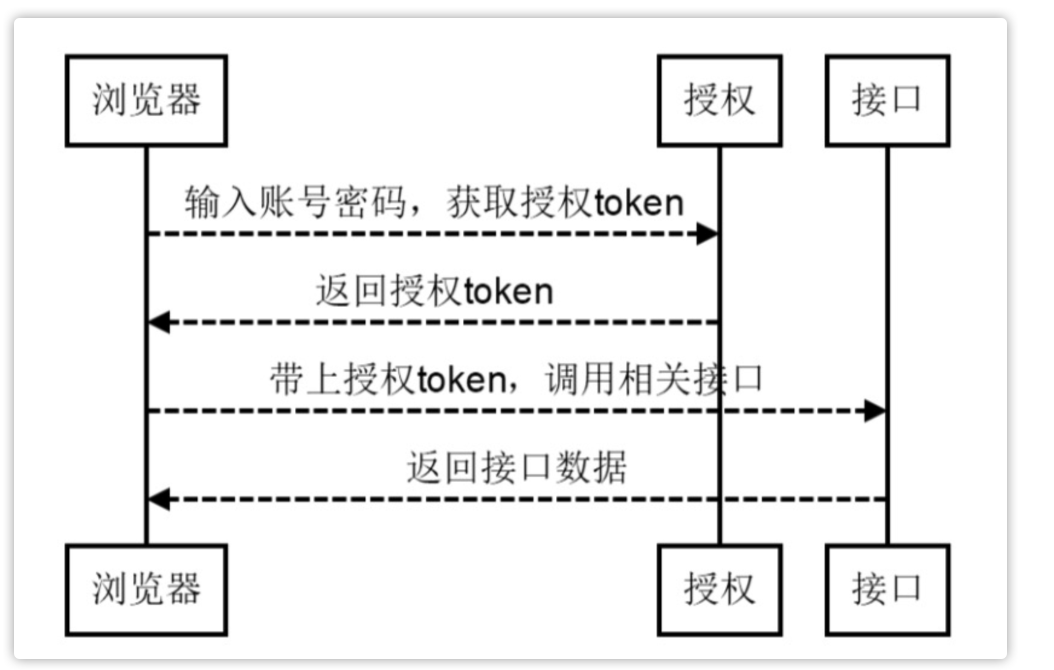 浏览器
授权
接口
输入账号密码，获取授权token
返回授权token
带上授权token，调用相关接口
返回接口数据
浏览器
授权
接口